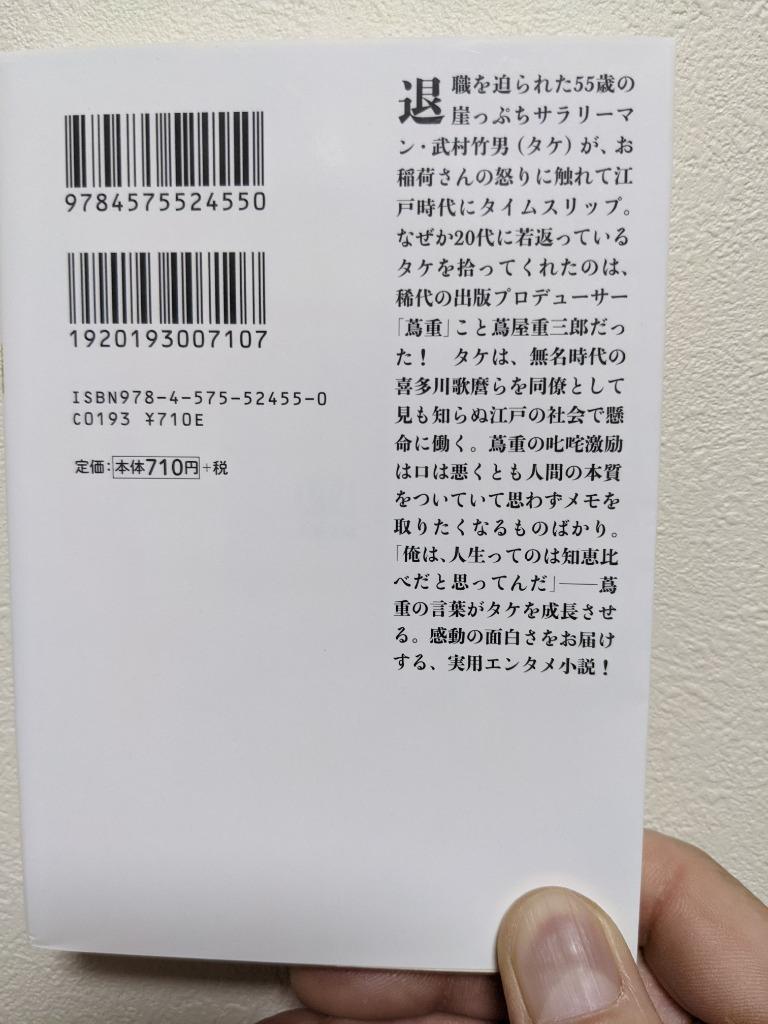 9784575524550
1920193007107
ISBN978-4-575-52455-0
C0193 ¥710E
定価：本体710円+税
退職を迫られた55歳の
崖っぷちサラリーマ
ン・武村竹男（タケ）が、お
稲荷さんの怒りに触れて江
戸時代にタイムスリップ。
なぜか20代に若返っている
タケを拾ってくれたのは、
稀代の出版プロデューサー
「蔦重」こと蔦屋重三郎だっ
た！　タケは、無名時代の
喜多川歌麿らを同僚として
見も知らぬ江戸の社会で懸
命に働く。蔦重の叱咤激励
は口は悪くとも人間の本質
をついていて思わずメモを
取りたくなるものばかり。
「俺は、人生ってのは知恵比
べだと思ってんだ」――蔦
重の言葉がタケを成長させ
る。感動の面白さをお届け
する、実用エンタメ小説！